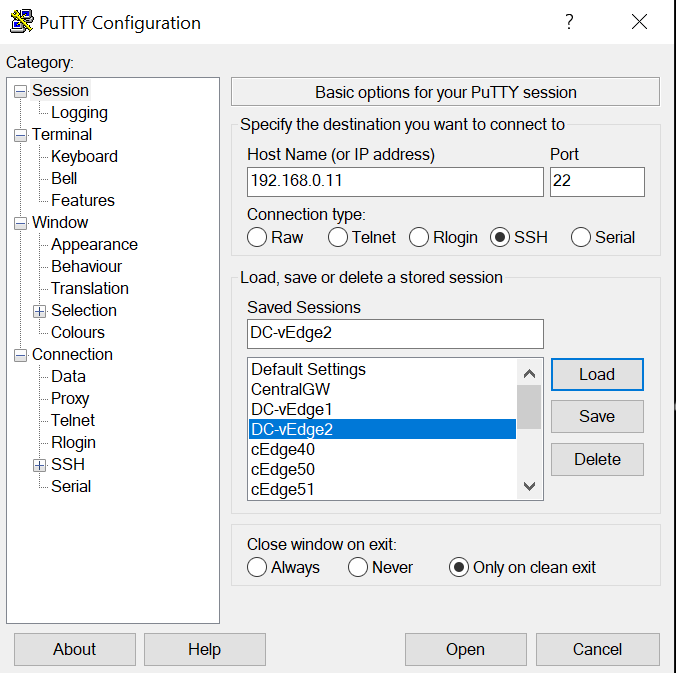 PuTTY Configuration
?
Category:
Session
Logging
Terminal
Keyboard
Bell
Features
Window
Appearance
Behaviour
Translation
Selection
Colours
Connection
Data
Proxy
Telnet
Rlogin
SSH
Serial
Basic options for your PuTTY session
Specify the destination you want to connect to
Host Name (or IP address) Port
192.168.0.11 22
Connection type:
Raw Telnet Rlogin SSH Serial
Load, save or delete a stored session
Saved Sessions
DC-vEdge2
Default Settings
CentralGW
DC-vEdge1
DC-vEdge2
cEdge40
cEdge50
cEdge51
Load
Save
Delete
Close window on exit:
Always Never Only on clean exit
About Help Open Cancel